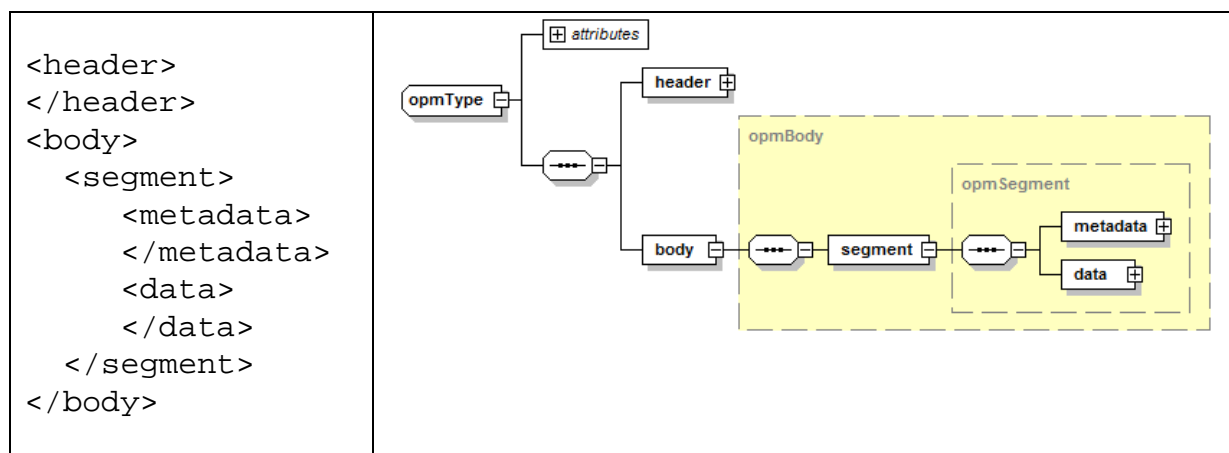 <header>
</header>
<body>
<segment>
<metadata>
</metadata>
<data>
</data>
</segment>
</body>
attributes
header
opmType
opmBody
opmSegment
metadata
body
segment
data